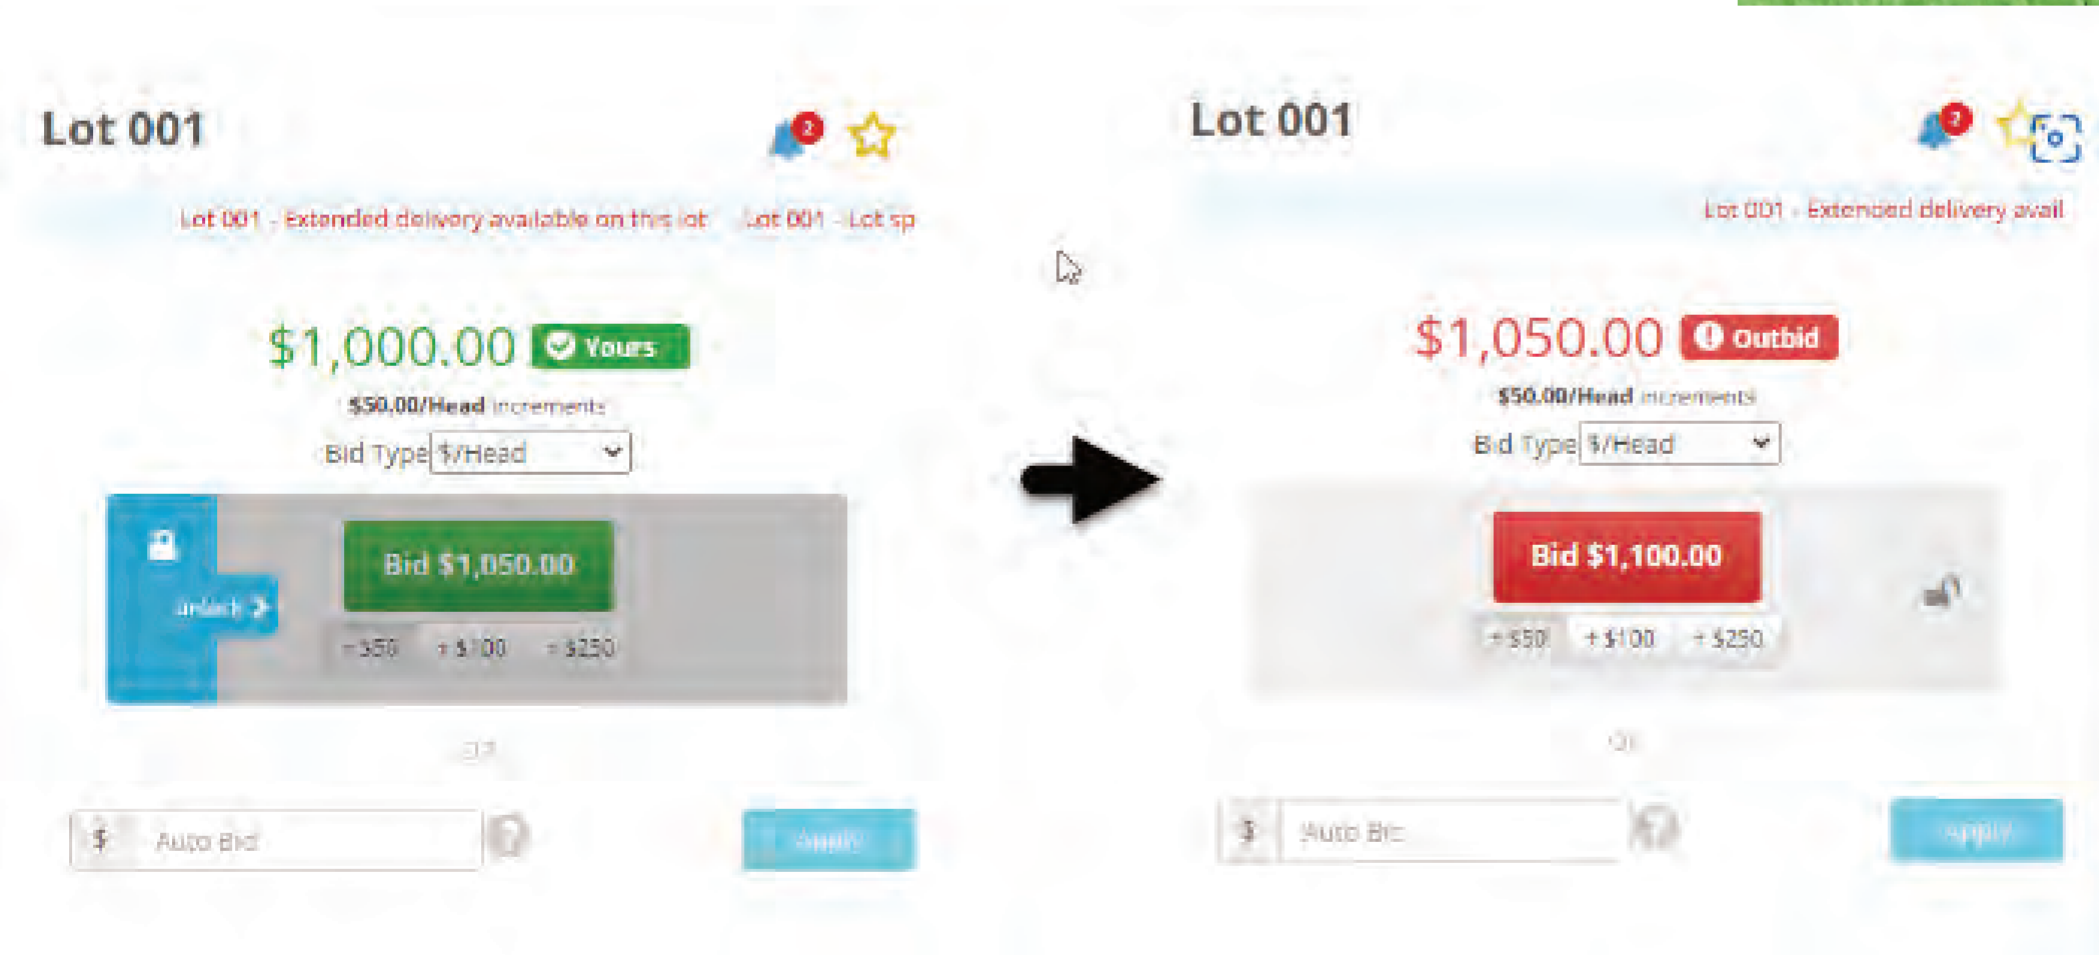 Lot 001
2
Lot 001 - Extended delivery available on this lot Lot 001 - Lot sp
$1,000.00 Yours
$50.00/Head increments
Bid Type $/Head
Bid $1,050.00
unlock
+ $50 + $100 + $250
$ Auto Bid ?
Apply
Lot 001
2
Lot 001 - Extended delivery avail
$1,050.00 Outbid
$50.00/Head increments
Bid Type $/Head
Bid $1,100.00
+ $50 + $100 + $250
$ Auto Bid ?
Apply